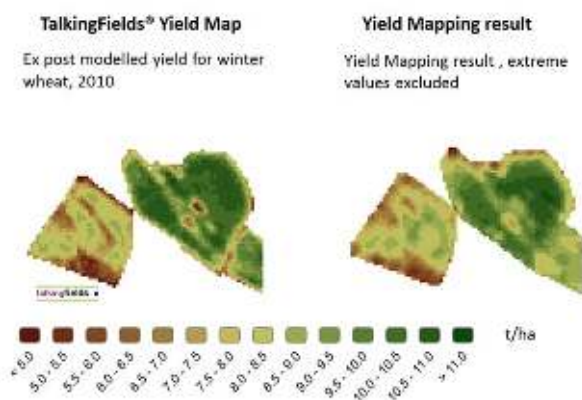 TalkingFields® Yield Map
Ex post modelled yield for winter
wheat, 2010
Yield Mapping result
Yield Mapping result , extreme
values excluded
talkingfields
< 5.0
5.0 - 5.5
5.5 - 6.0
6.0 - 6.5
6.5 - 7.0
7.0 - 7.5
7.5 - 8.0
8.0 - 8.5
8.5 - 9.0
9.0 - 9.5
9.5 - 10.0
10.0 - 10.5
10.5 - 11.0
> 11.0
t/ha